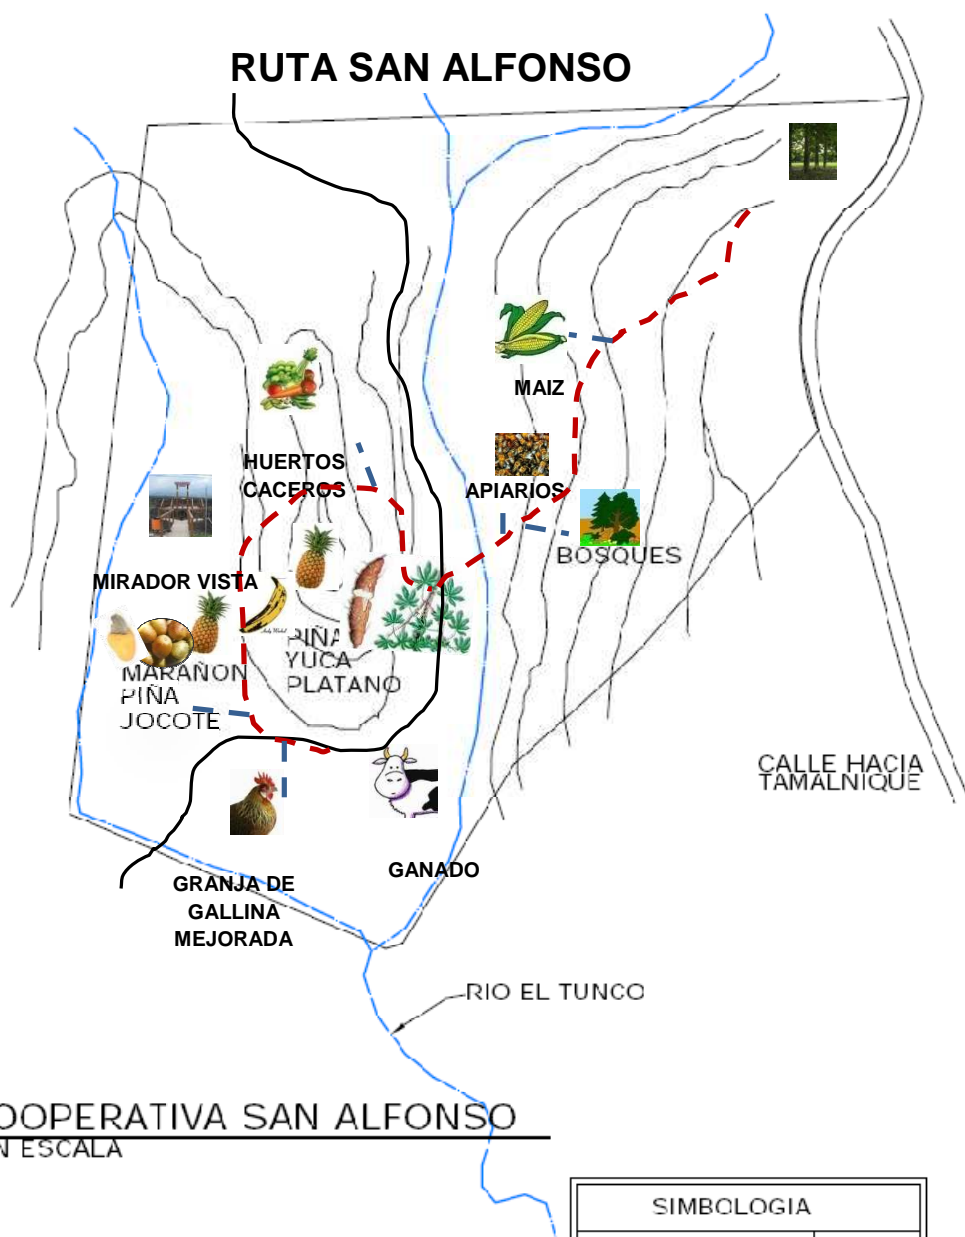 RUTA SAN ALFONSO
MAIZ
HUERTOS
CACEROS
APIARIOS
BOSQUES
MIRADOR VISTA
PIÑA
YUCA
PLATANO
MARAÑON
PIÑA
JOCOTE
CALLE HACIA
TAMALNIQUE
GANADO
GRANJA DE
GALLINA
MEJORADA
RIO EL TUNCO
OOPERATIVA SAN ALFONSO
N ESCALA
SIMBOLOGIA